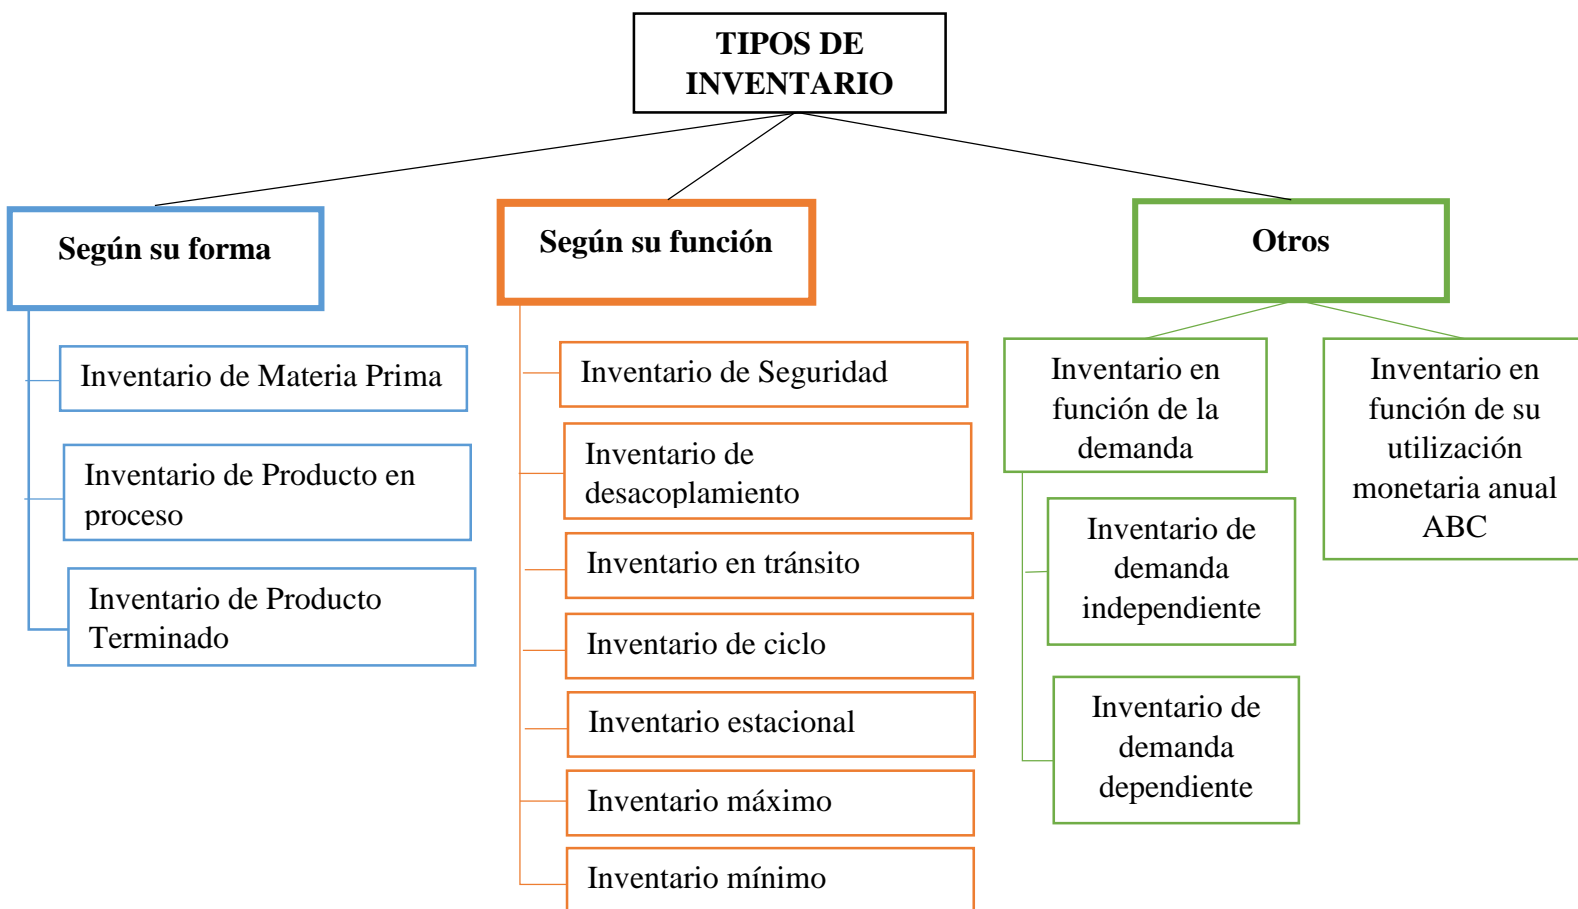 TIPOS DE
INVENTARIO
Según su forma
Inventario de Materia Prima
Inventario de Producto en
proceso
Inventario de Producto
Terminado
Según su función
Inventario de Seguridad
Inventario de
desacoplamiento
Inventario en tránsito
Inventario de ciclo
Inventario estacional
Inventario máximo
Inventario mínimo
Otros
Inventario en
función de la
demanda
Inventario de
demanda
independiente
Inventario de
demanda
dependiente
Inventario en
función de su
utilización
monetaria anual
ABC